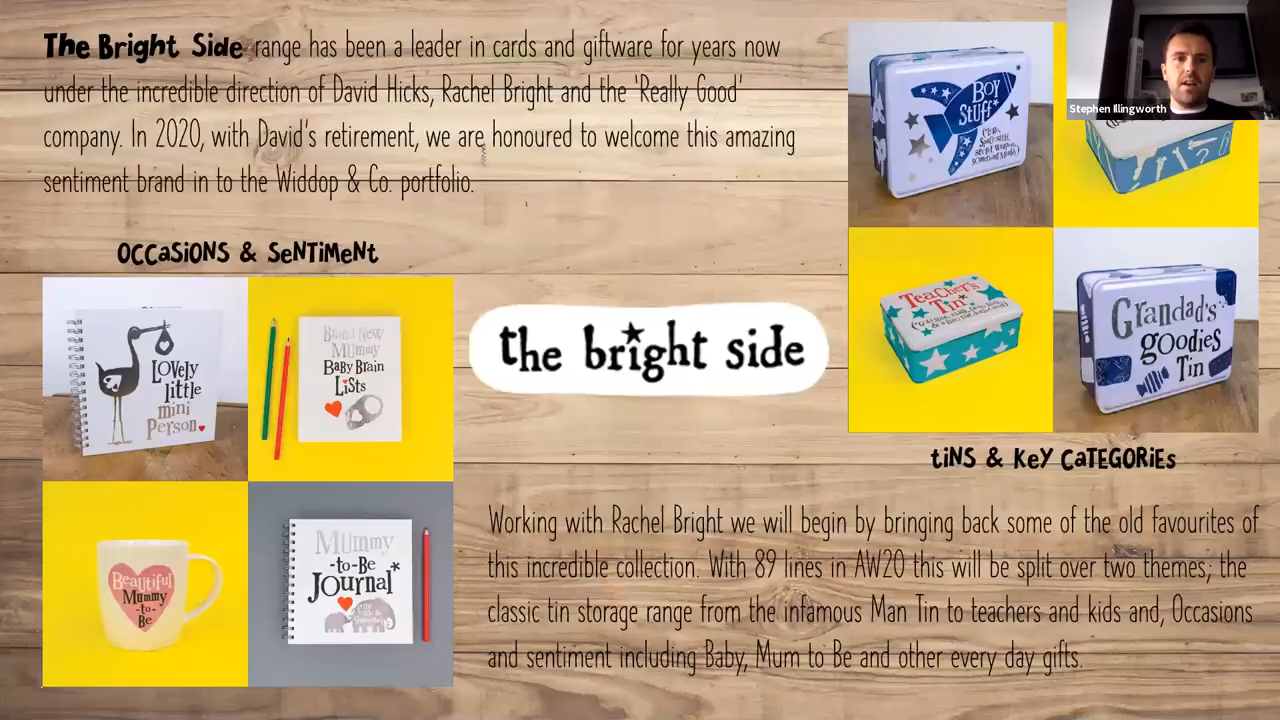 The Bright Side range has been a leader in cards and giftware for years now
under the incredible direction of David Hicks, Rachel Bright and the 'Really Good'
company. In 2020, with David's retirement, we are honoured to welcome this amazing
sentiment brand in to the Widdop & Co. portfolio.
Boy
Stuff*
Stephen Illingworth
Teacher's
Tin*
Grandad's
goodies
Tin
tins & key categories
Occasions & Sentiment
Lovely
little
mini
Person
Brand New
Mummy
Baby Brain
Lists
Beautiful
Mummy
-to-
Be
Mummy
-to-Be
Journal*
the bright side
Working with Rachel Bright we will begin by bringing back some of the old favourites of
this incredible collection. With 89 lines in AW20 this will be split over two themes; the
classic tin storage range from the infamous Man Tin to teachers and kids and, Occasions
and sentiment including Baby, Mum to Be and other every day gifts.